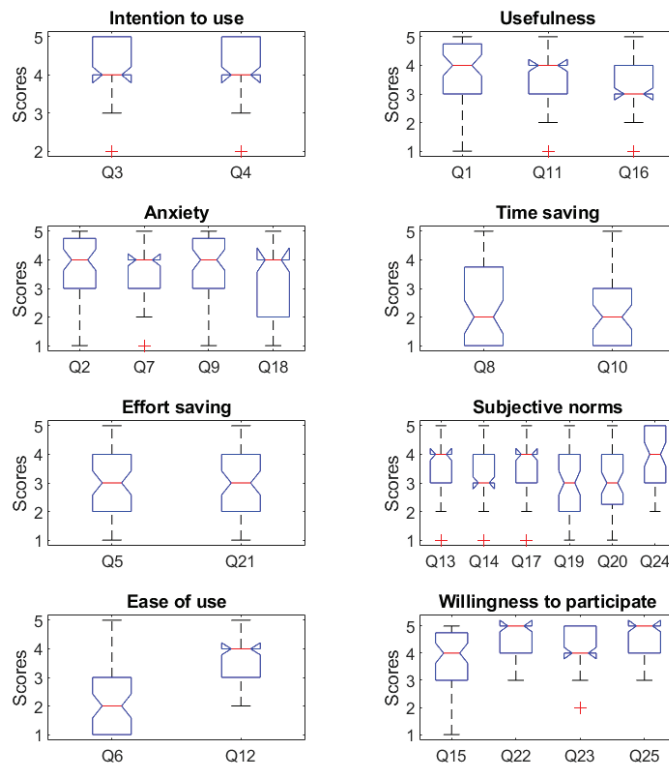 Intention to use
Scores
5
4
3
2
Q3 Q4
Usefulness
Scores
5
4
3
2
1
Q1 Q11 Q16
Anxiety
Scores
5
4
3
2
1
Q2 Q7 Q9 Q18
Time saving
Scores
5
4
3
2
1
Q8 Q10
Effort saving
Scores
5
4
3
2
1
Q5 Q21
Subjective norms
Scores
5
4
3
2
1
Q13 Q14 Q17 Q19 Q20 Q24
Ease of use
Scores
5
4
3
2
1
Q6 Q12
Willingness to participate
Scores
5
4
3
2
1
Q15 Q22 Q23 Q25